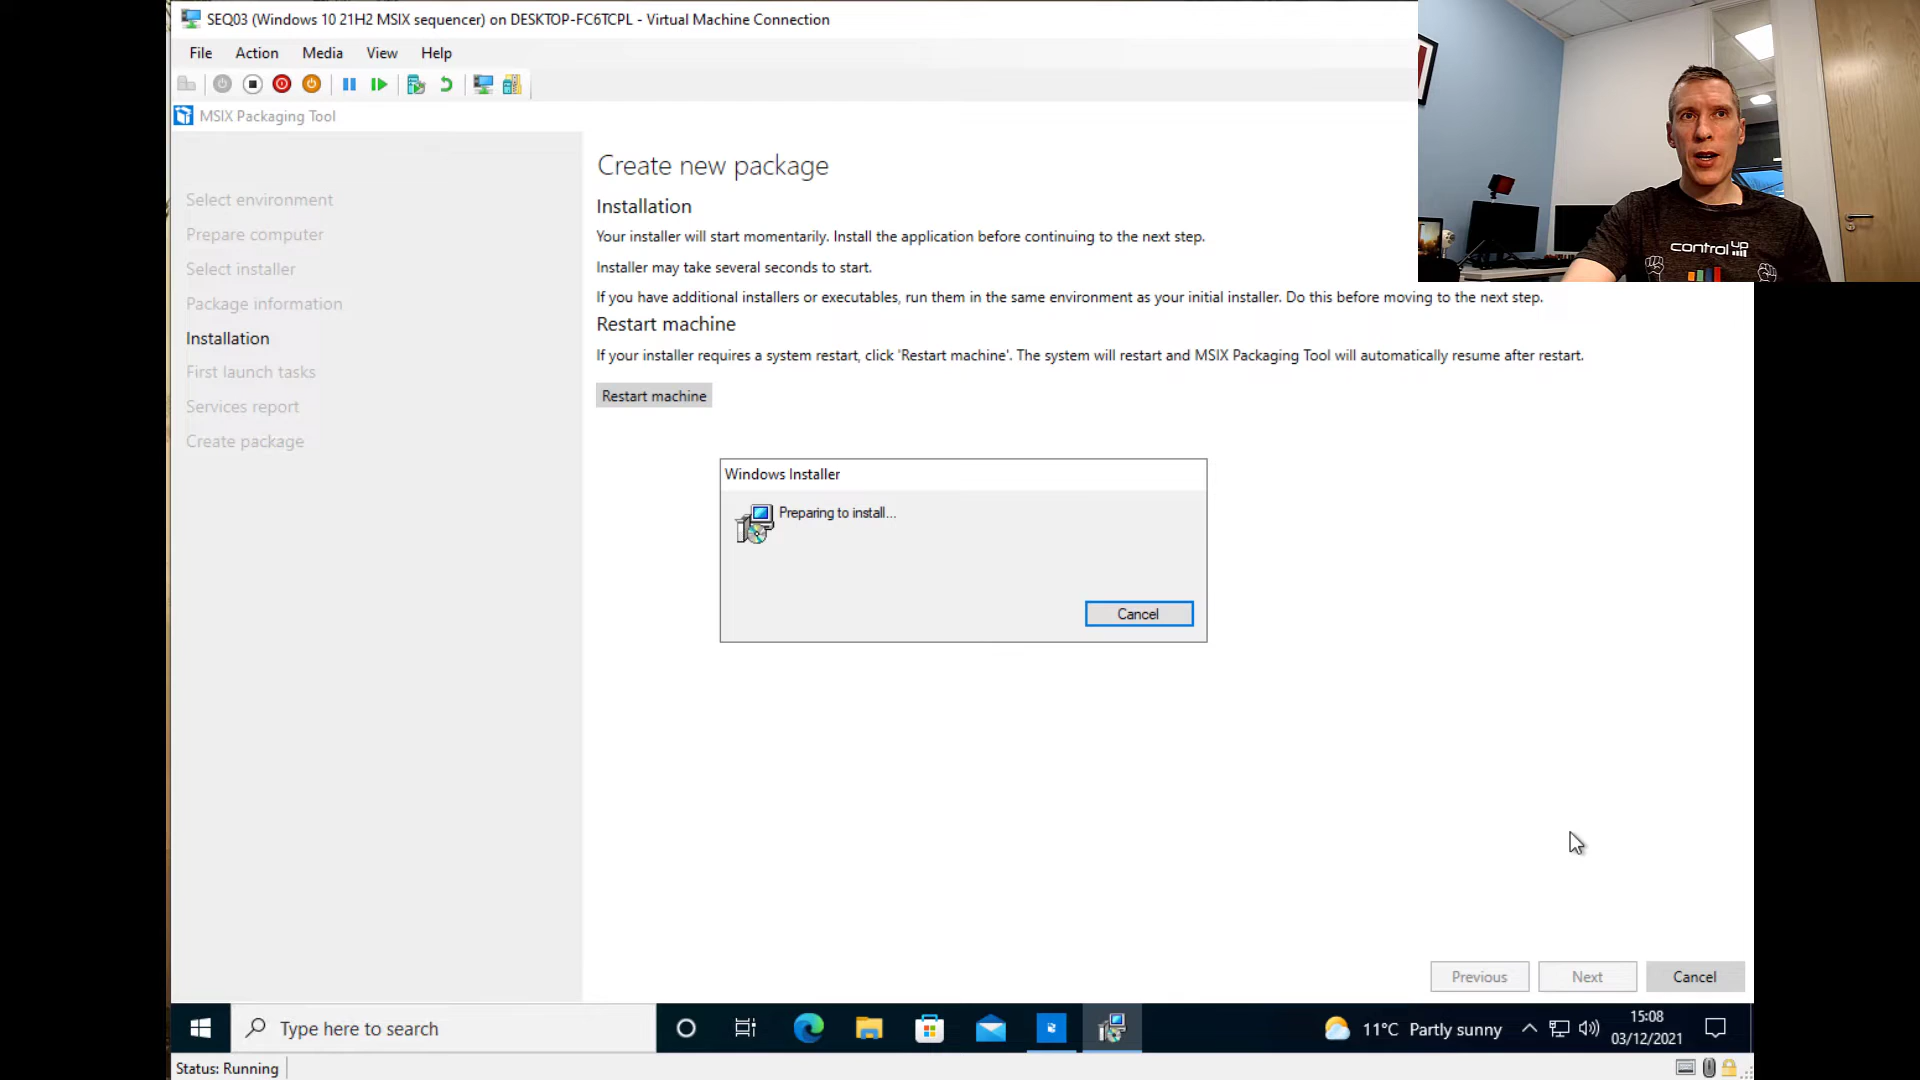 SEQ03 (Windows 10 21H2 MSIX sequencer) on DESKTOP-FC6TCPL - Virtual Machine Connection
File Action Media View Help
MSIX Packaging Tool
Select environment
Prepare computer
Select installer
Package information
Installation
First launch tasks
Services report
Create package
Create new package
Installation
Your installer will start momentarily. Install the application before continuing to the next step.
Installer may take several seconds to start.
If you have additional installers or executables, run them in the same environment as your initial installer. Do this before moving to the next step.
Restart machine
If your installer requires a system restart, click 'Restart machine'. The system will restart and MSIX Packaging Tool will automatically resume after restart.
Restart machine
Windows Installer
Preparing to install...
Cancel
Previous Next Cancel
control up
Type here to search
11°C Partly sunny
15:08
03/12/2021
Status: Running